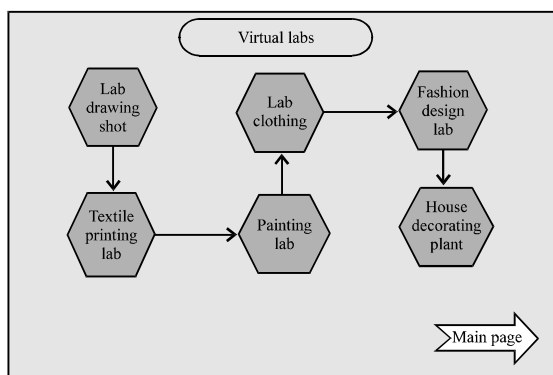 Virtual labs
Lab
drawing
shot
Textile
printing
lab
Painting
lab
Lab
clothing
Fashion
design
lab
House
decorating
plant
Main page